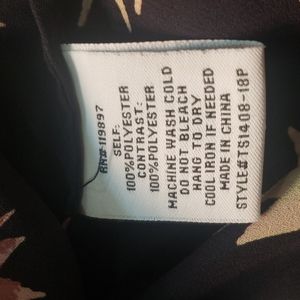 RN#119897
SELF:
100%POLYESTER
CONTRAST:
100%POLYESTER
MACHINE WASH COLD
DO NOT BLEACH
HANG TO DRY
COOL IRON IF NEEDED
MADE IN CHINA
STYLE#TS1408-18P